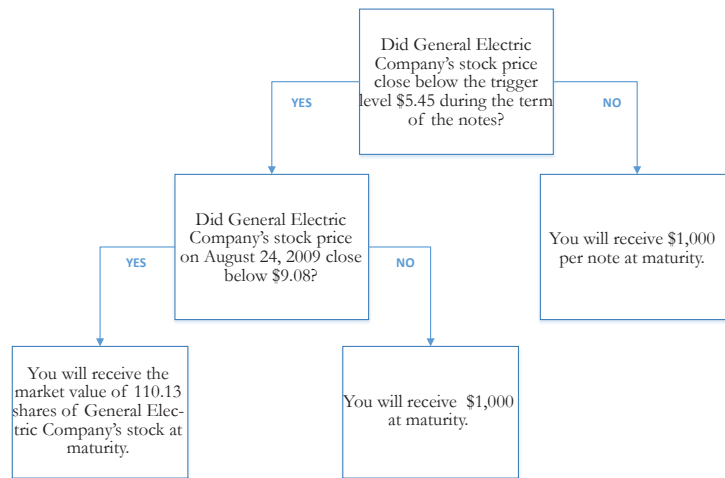 Did General Electric
Company's stock price
close below the trigger
level $5.45 during the term
of the notes?
YES
NO
Did General Electric
Company's stock price
on August 24, 2009 close
below $9.08?
You will receive $1,000
per note at maturity.
YES
NO
You will receive the
market value of 110.13
shares of General Elec-
tric Company's stock at
maturity.
You will receive $1,000
at maturity.